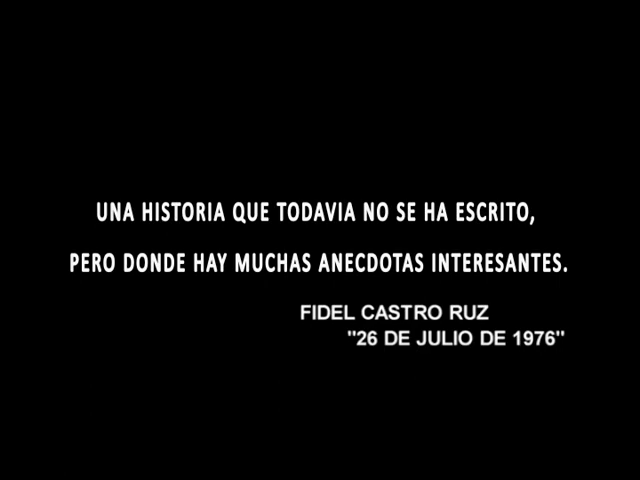 UNA HISTORIA QUE TODAVIA NO SE HA ESCRITO,
PERO DONDE HAY MUCHAS ANECDOTAS INTERESANTES.
FIDEL CASTRO RUZ
"26 DE JULIO DE 1976"